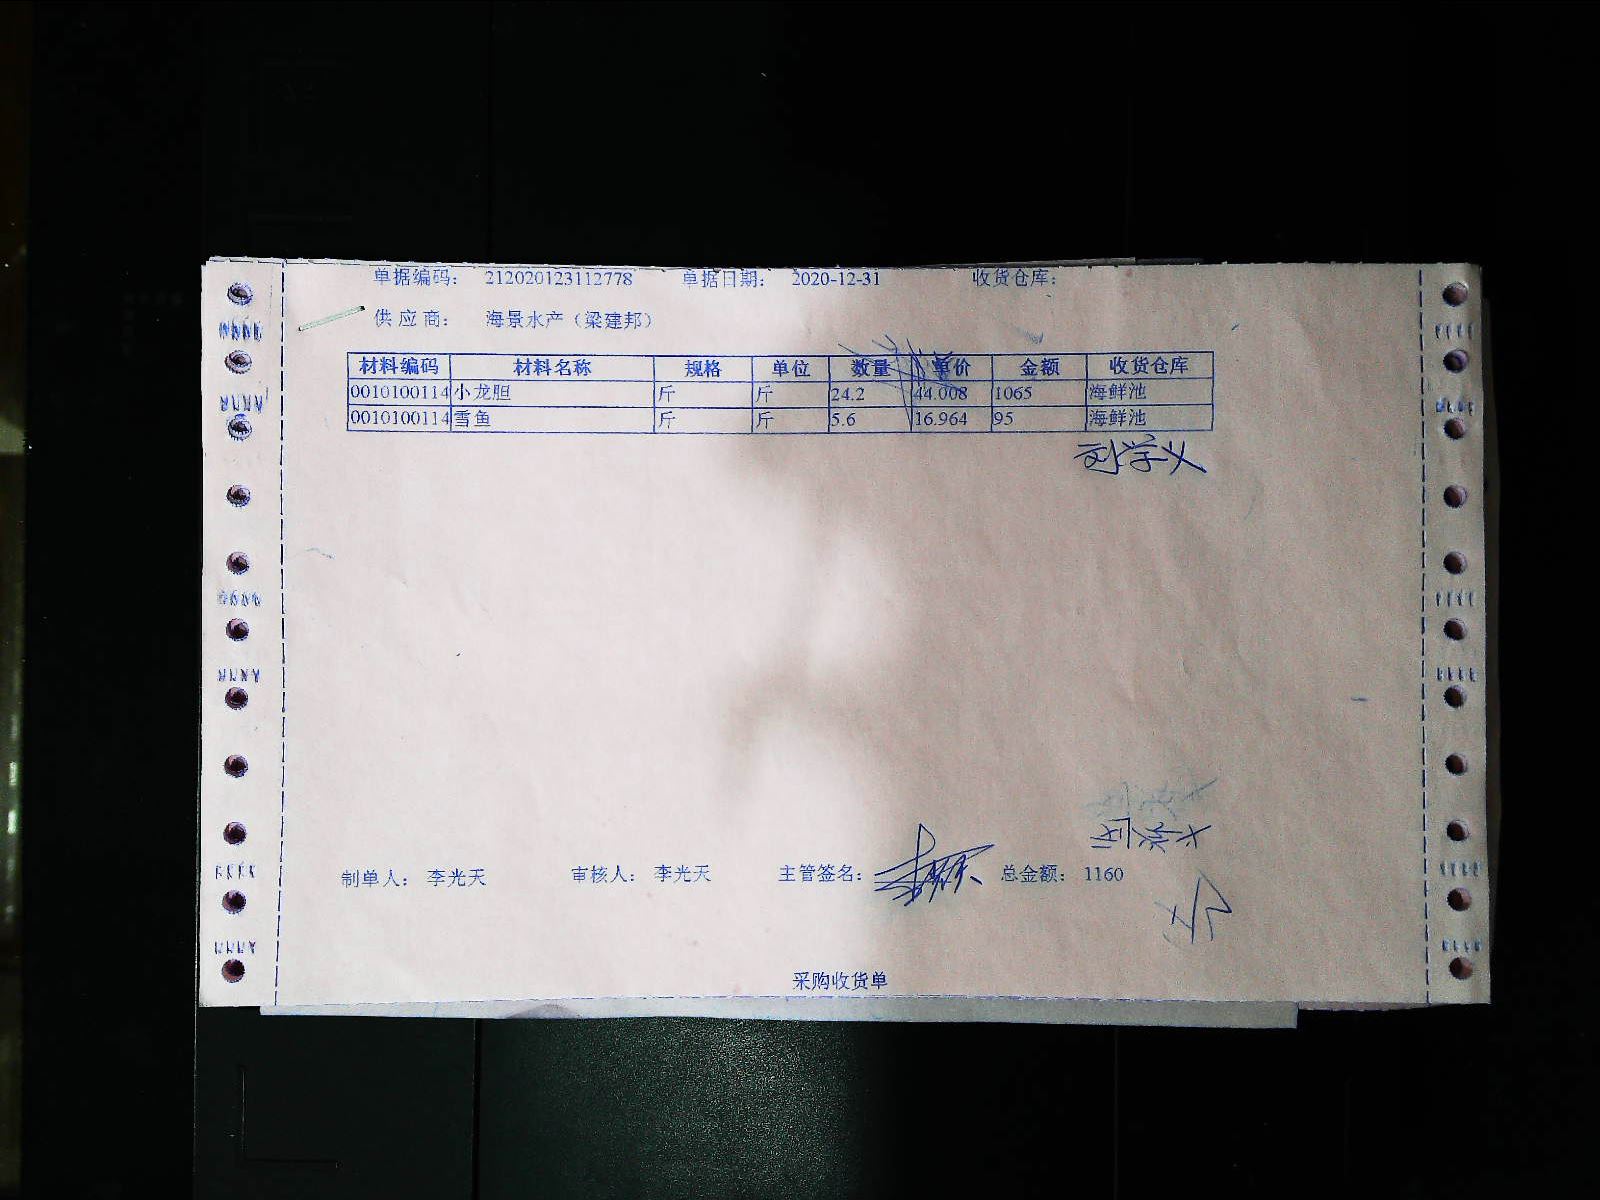 单据编码: 212020123112778 单据日期: 2020-12-31 收货仓库:
供 应 商: 海景水产（梁建邦）
材料编码 材料名称 规格 单位 数量 单价 金额 收货仓库
0010100114 小龙胆 斤 斤 24.2 44.008 1065 海鲜池
0010100114 雪鱼 斤 斤 5.6 16.964 95 海鲜池
刘学义
制单人: 李光天 审核人: 李光天 主管签名: 总金额: 1160
采购收货单